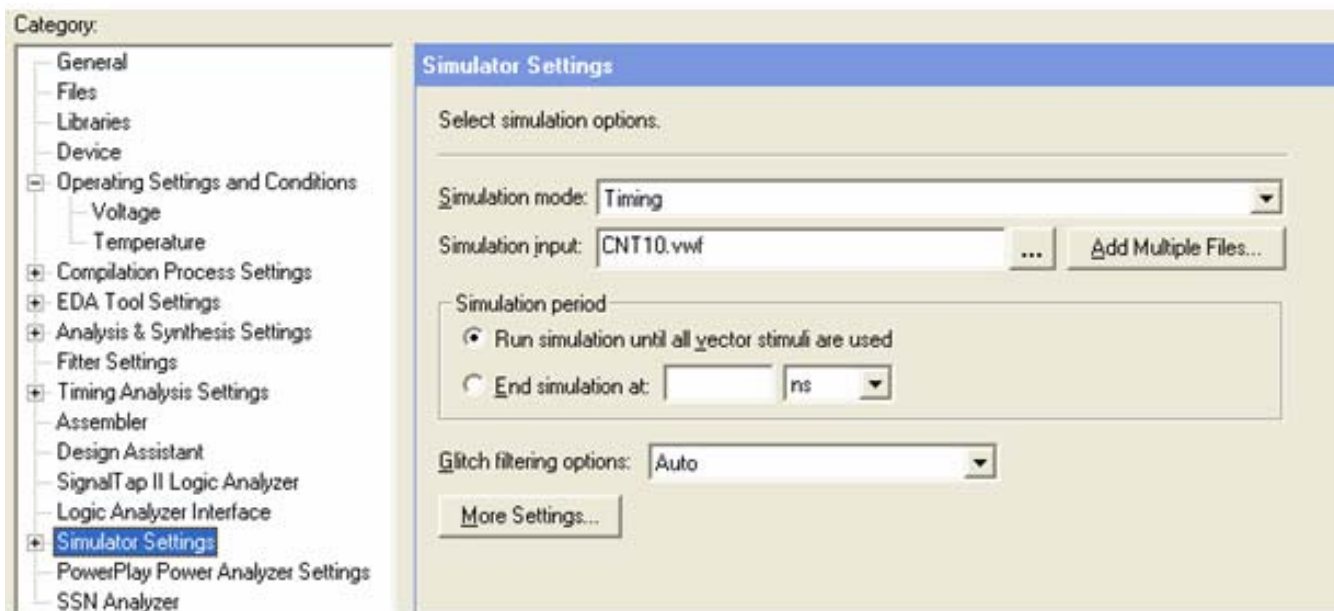 Category:
General
Files
Libraries
Device
Operating Settings and Conditions
Voltage
Temperature
Compilation Process Settings
EDA Tool Settings
Analysis & Synthesis Settings
Fitter Settings
Timing Analysis Settings
Assembler
Design Assistant
SignalTap II Logic Analyzer
Logic Analyzer Interface
Simulator Settings
PowerPlay Power Analyzer Settings
SSN Analyzer
Simulator Settings
Select simulation options.
Simulation mode: Timing
Simulation input: CNT10.vwf ... Add Multiple Files...
Simulation period
Run simulation until all vector stimuli are used
End simulation at: ns
Glitch filtering options: Auto
More Settings...